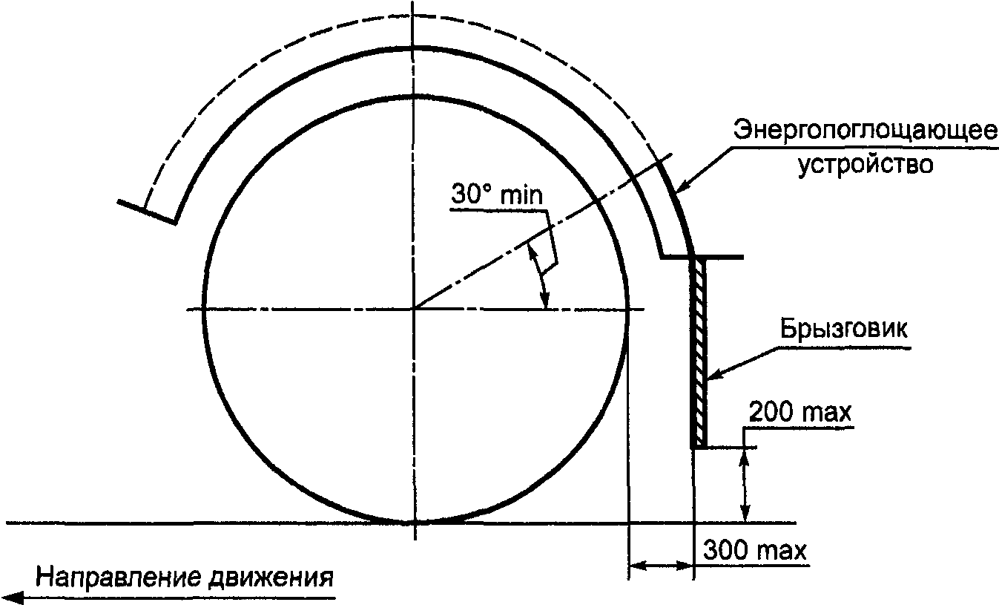 Энергопоглощающее
устройство
30° min
Брызговик
200 max
300 max
Направление движения